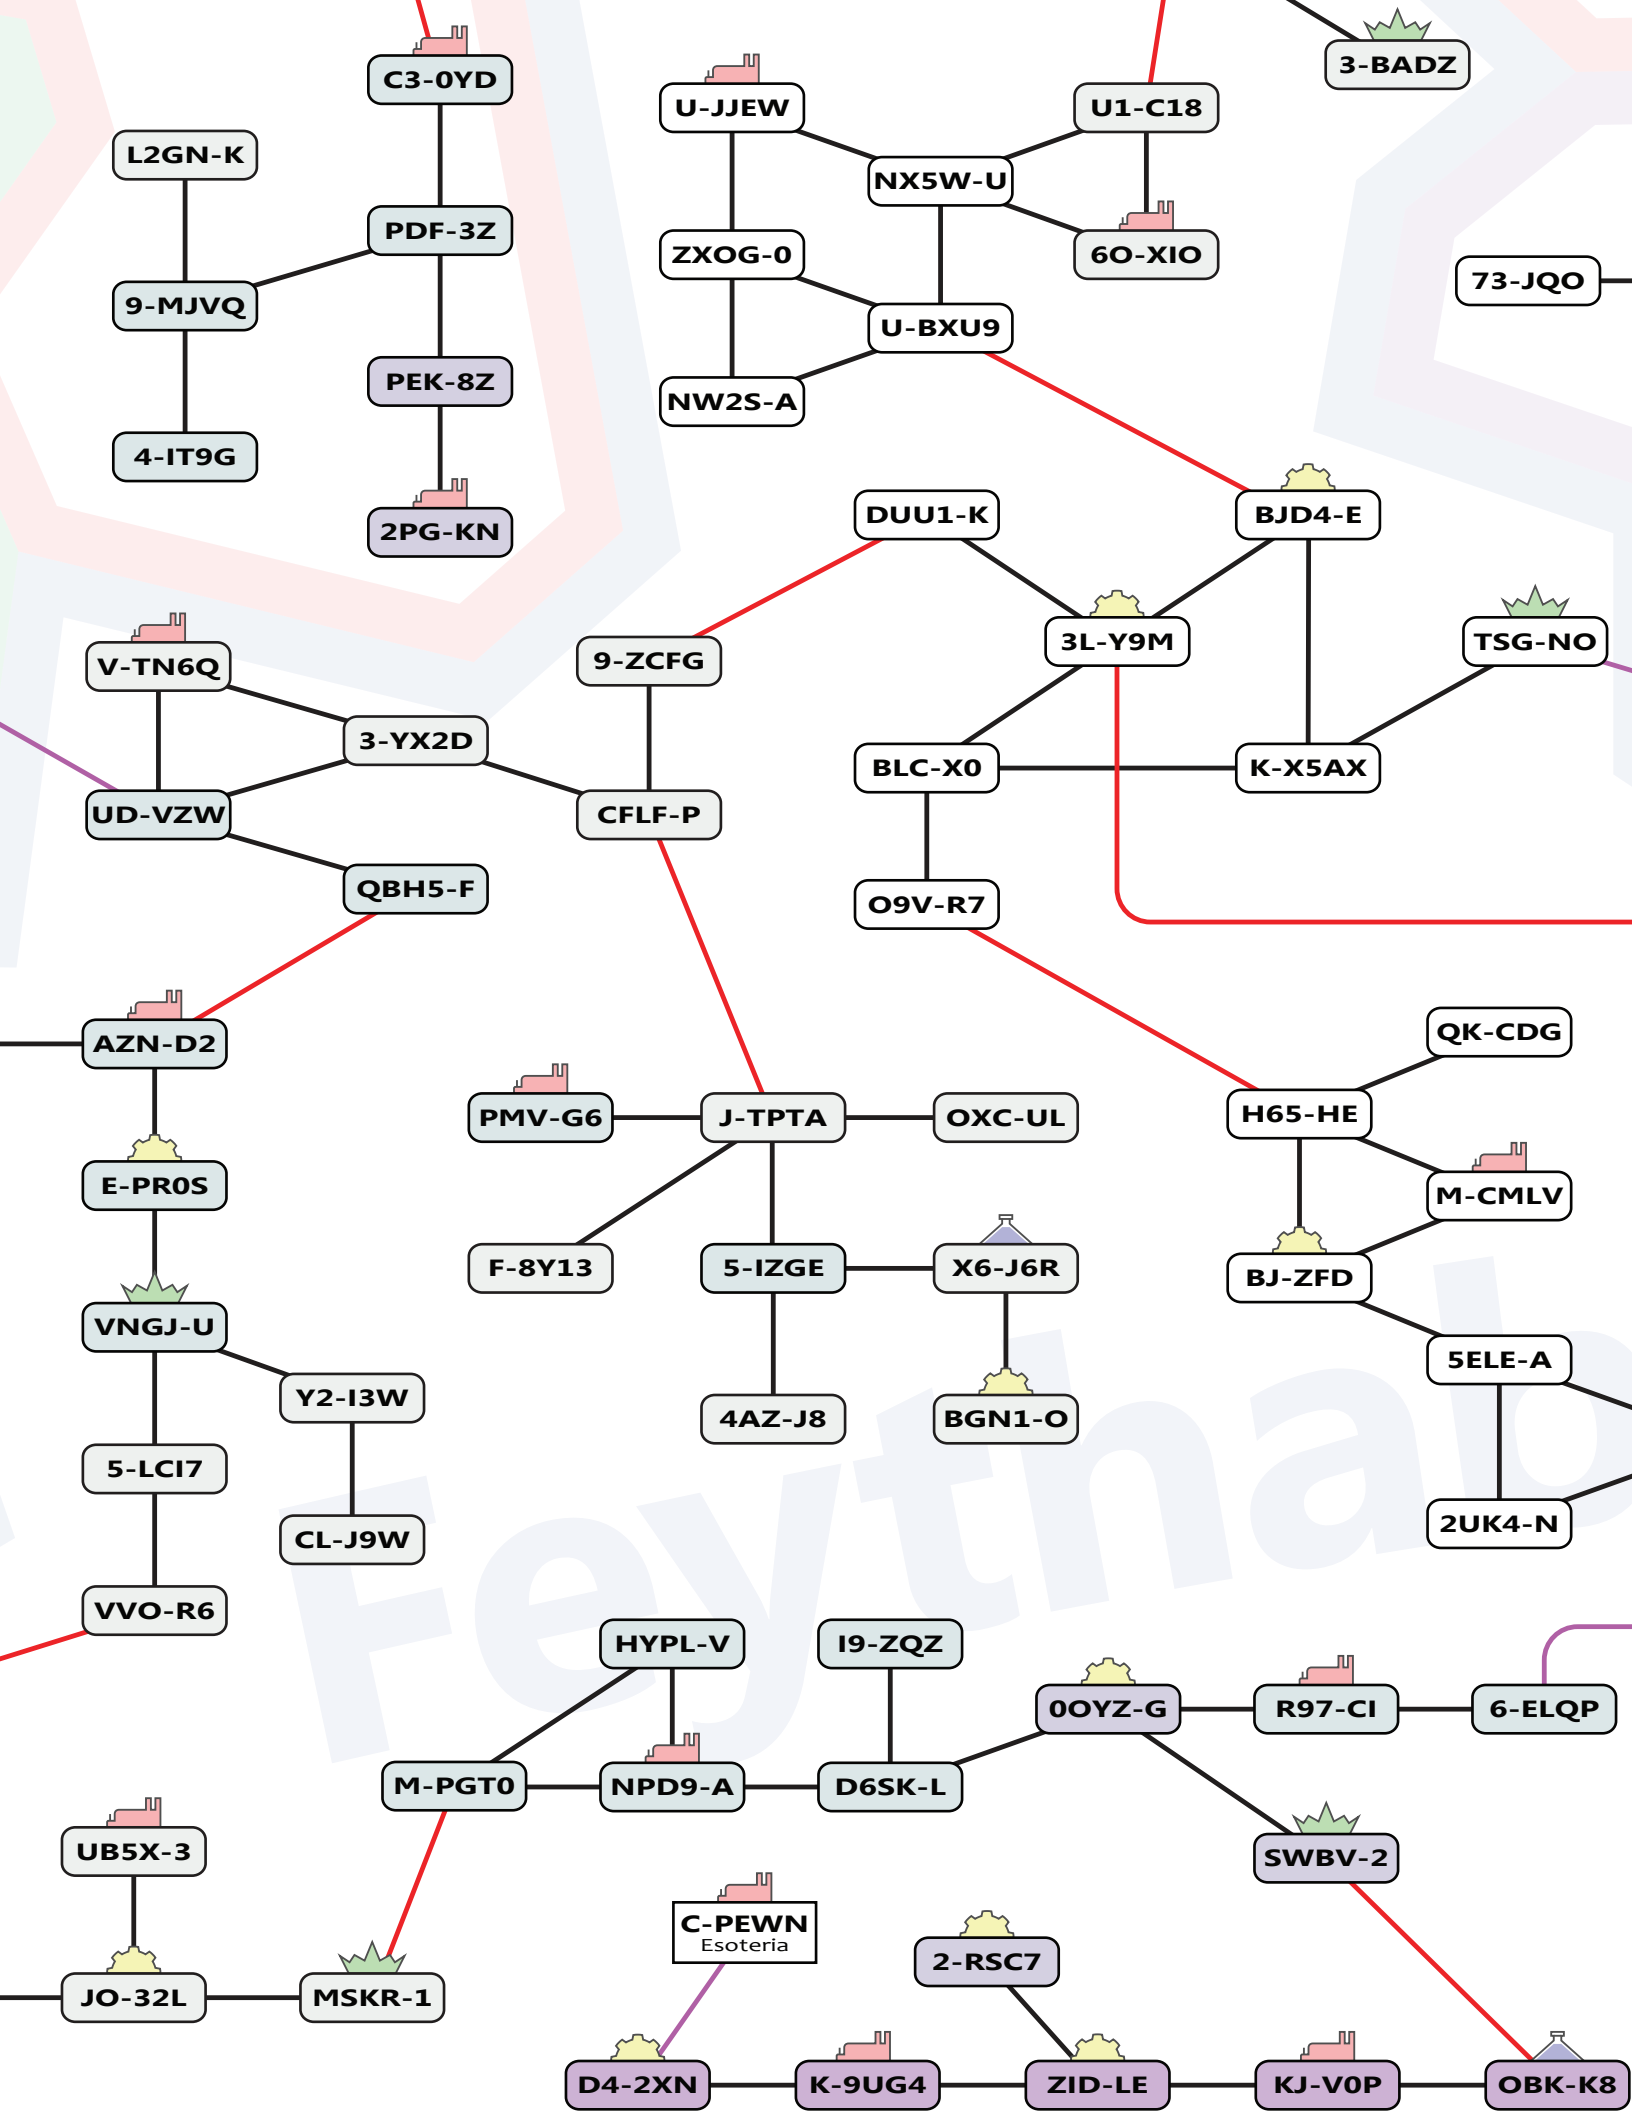 C3-0YD
3-BADZ
U-JJEW
U1-C18
L2GN-K
NX5W-U
PDF-3Z
ZXOG-0
6O-XIO
73-JQO
9-MJVQ
U-BXU9
PEK-8Z
NW2S-A
4-IT9G
2PG-KN
DUU1-K
BJD4-E
V-TN6Q
9-ZCFG
3L-Y9M
TSG-NO
3-YX2D
BLC-X0
K-X5AX
UD-VZW
CFLF-P
QBH5-F
O9V-R7
AZN-D2
QK-CDG
PMV-G6
J-TPTA
OXC-UL
H65-HE
E-PR0S
M-CMLV
F-8Y13
5-IZGE
X6-J6R
BJ-ZFD
VNGJ-U
5ELE-A
Y2-I3W
4AZ-J8
BGN1-O
5-LCI7
2UK4-N
CL-J9W
Feythab
VVO-R6
HYPL-V
I9-ZQZ
0OYZ-G
R97-CI
6-ELQP
M-PGT0
NPD9-A
D6SK-L
UB5X-3
SWBV-2
C-PEWN
Esoteria
2-RSC7
JO-32L
MSKR-1
D4-2XN
K-9UG4
ZID-LE
KJ-V0P
OBK-K8